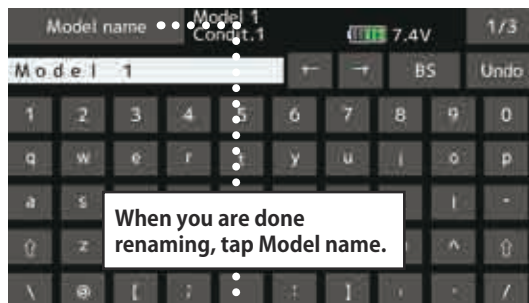 Model name Model 1 1/3
Condit.1 7.4V
Model 1 ← → BS Undo
1 2 3 4 5 6 7 8 9 0
q w e r t y u i o p
a s l -
When you are done
renaming, tap Model name.
⇧ z ^ ⇧
\ @ [ ; : ] , . /